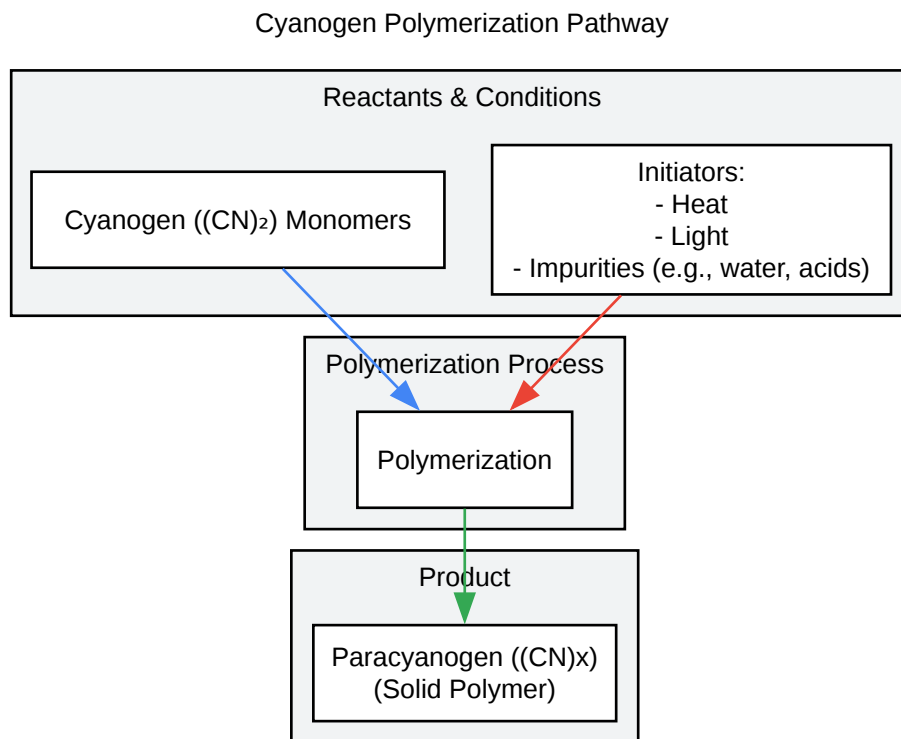 Cyanogen Polymerization Pathway
Reactants & Conditions
Cyanogen ((CN)₂) Monomers
Initiators:
- Heat
- Light
- Impurities (e.g., water, acids)
Polymerization Process
Polymerization
Product
Paracyanogen ((CN)x)
(Solid Polymer)